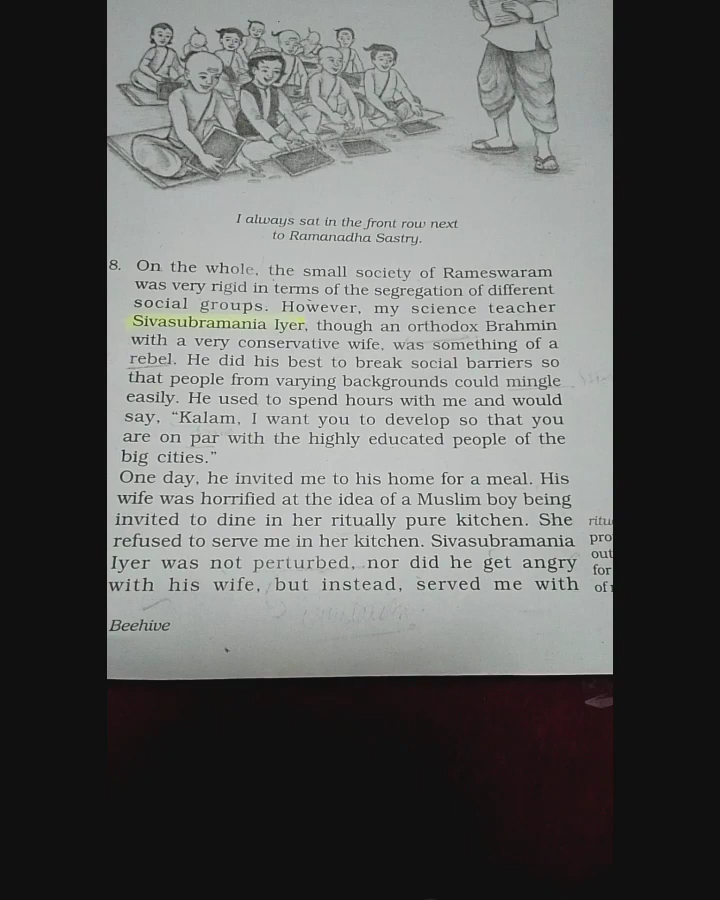 I always sat in the front row next
to Ramanadha Sastry.
8. On the whole, the small society of Rameswaram
was very rigid in terms of the segregation of different
social groups. However, my science teacher
Sivasubramania Iyer, though an orthodox Brahmin
with a very conservative wife, was something of a
rebel. He did his best to break social barriers so
that people from varying backgrounds could mingle
easily. He used to spend hours with me and would
say, “Kalam, I want you to develop so that you
are on par with the highly educated people of the
big cities.”
One day, he invited me to his home for a meal. His
wife was horrified at the idea of a Muslim boy being
invited to dine in her ritually pure kitchen. She
refused to serve me in her kitchen. Sivasubramania
Iyer was not perturbed, nor did he get angry
with his wife, but instead, served me with
ritu
pro
out
for
of
Beehive